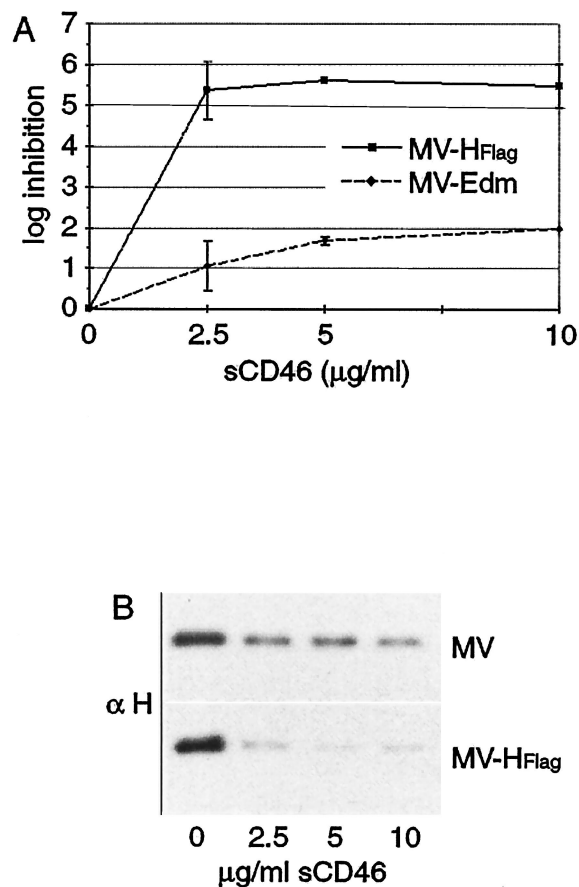 A
7
6
5
4
3
2
1
0
log inhibition
MV-HFlag
MV-Edm
0 2.5 5 10
sCD46 (μg/ml)
B
α H
MV
MV-HFlag
0 2.5 5 10
μg/ml sCD46